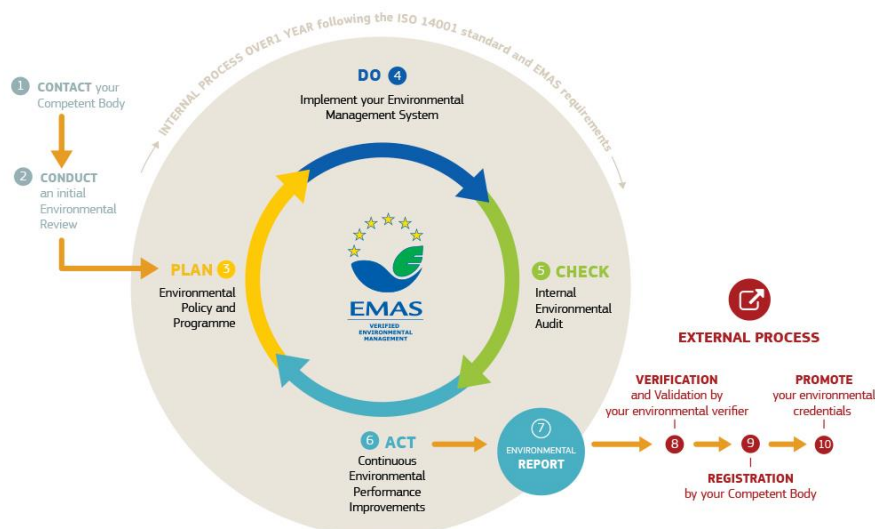 INTERNAL PROCESS OVER1 YEAR following the ISO 14001 standard and EMAS requirements
1 CONTACT your
Competent Body
2 CONDUCT
an initial
Environmental
Review
PLAN 3
Environmental
Policy and
Programme
DO 4
Implement your Environmental
Management System
5 CHECK
Internal
Environmental
Audit
EMAS
VERIFIED
ENVIRONMENTAL
MANAGEMENT
6 ACT
Continuous
Environmental
Performance
Improvements
7
ENVIRONMENTAL
REPORT
EXTERNAL PROCESS
VERIFICATION
and Validation by
your environmental verifier
8
9
REGISTRATION
by your Competent Body
PROMOTE
your environmental
credentials
10